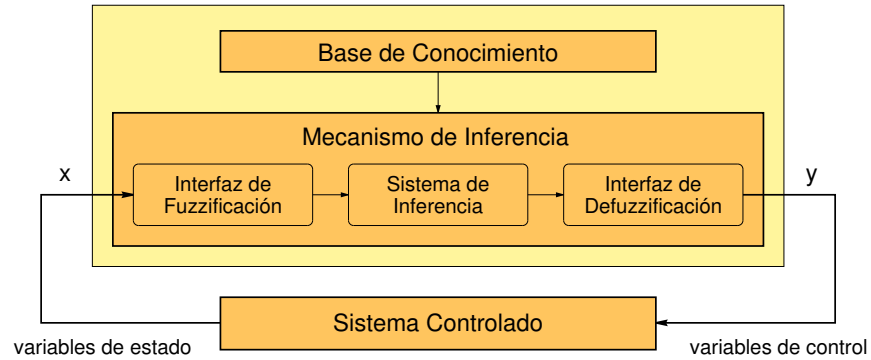 Base de Conocimiento
Mecanismo de Inferencia
x
Interfaz de
Fuzzificación
Sistema de
Inferencia
Interfaz de
Defuzzificación
y
Sistema Controlado
variables de estado
variables de control